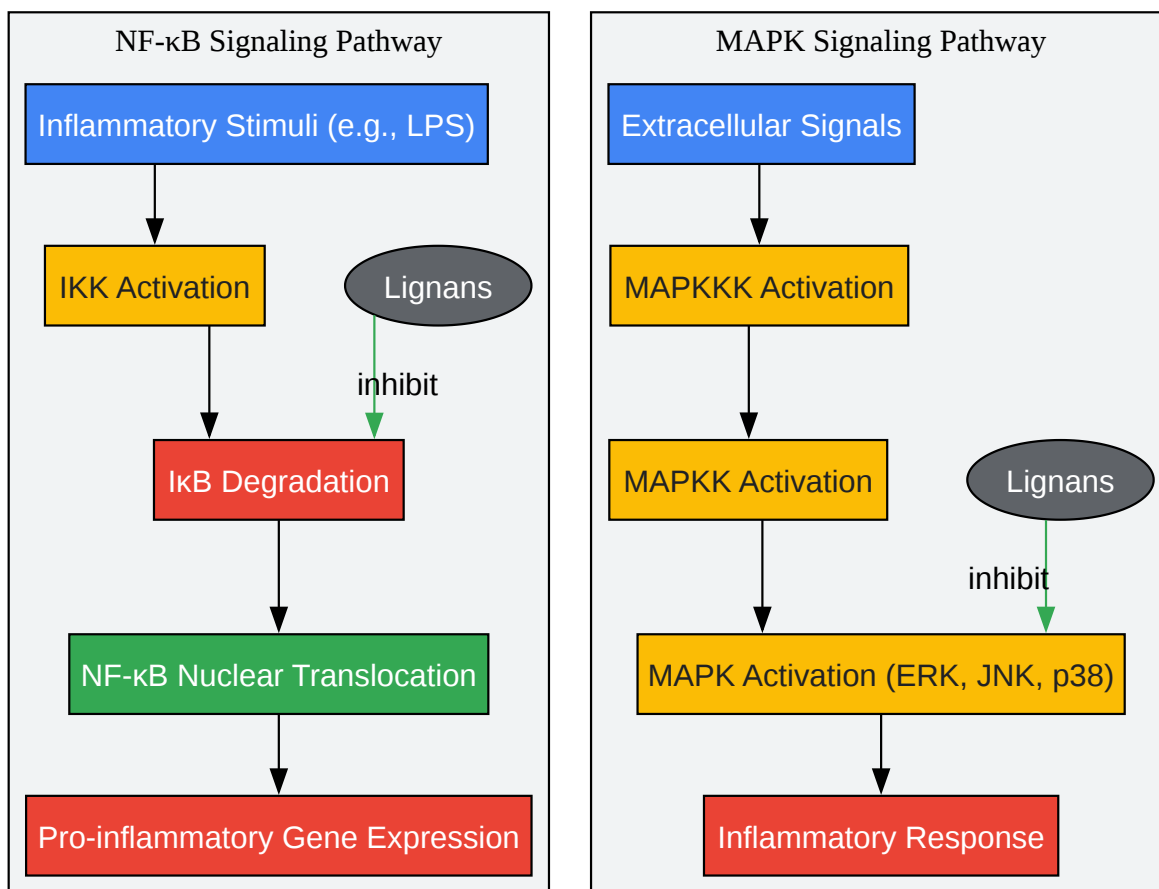 NF-κB Signaling Pathway
Inflammatory Stimuli (e.g., LPS)
IKK Activation
Lignans
inhibit
IκB Degradation
NF-κB Nuclear Translocation
Pro-inflammatory Gene Expression
MAPK Signaling Pathway
Extracellular Signals
MAPKKK Activation
MAPKK Activation
Lignans
inhibit
MAPK Activation (ERK, JNK, p38)
Inflammatory Response